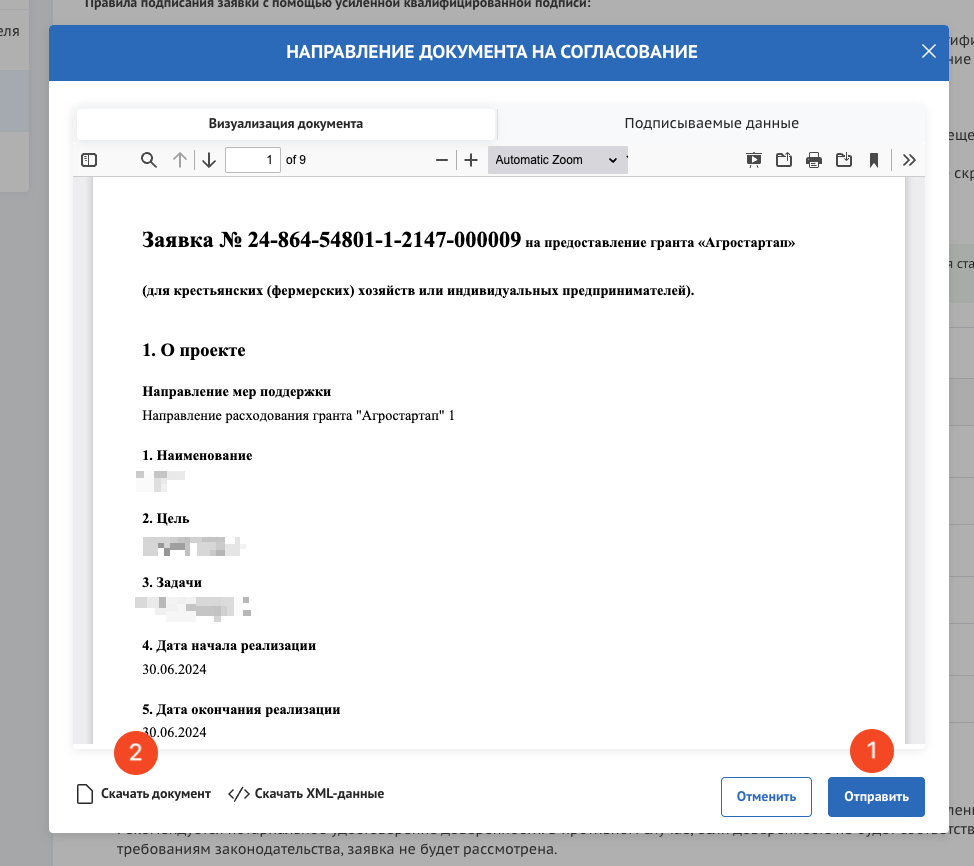 Правила подписания заявки с помощью усиленной квалифицированной подписи:
еля
НАПРАВЛЕНИЕ ДОКУМЕНТА НА СОГЛАСОВАНИЕ
Визуализация документа
Подписываемые данные
1 of 9
Automatic Zoom
Заявка № 24-864-54801-1-2147-000009 на предоставление гранта «Агростартап»
(для крестьянских (фермерских) хозяйств или индивидуальных предпринимателей).
1. О проекте
Направление мер поддержки
Направление расходования гранта "Агростартап" 1
1. Наименование
2. Цель
3. Задачи
4. Дата начала реализации
30.06.2024
5. Дата окончания реализации
30.06.2024
2
1
Скачать документ
</> Скачать XML-данные
Отменить
Отправить
требованиям законодательства, заявка не будет рассмотрена.